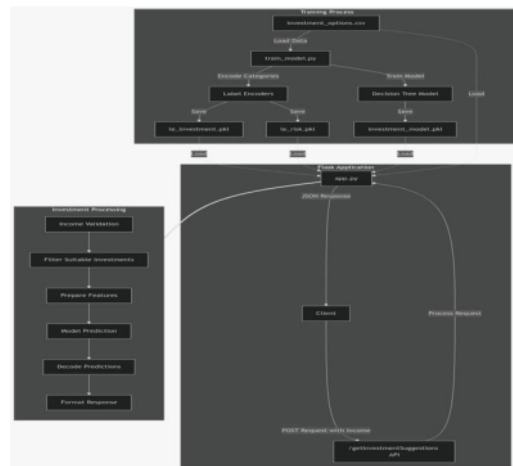 Training Process
investment_options.csv
Load Data
train_model.py
Encode Categories
Train Model
Load
Label Encoders
Decision Tree Model
Save
Save
Save
le_investment.pkl
le_risk.pkl
investment_model.pkl
Load
Load
Load
Flask Application
app.py
JSON Response
Investment Processing
Income Validation
Filter Suitable Investments
Prepare Features
Model Prediction
Decode Predictions
Format Response
Client
Process Request
POST Request with Income
/getInvestmentSuggestions
API